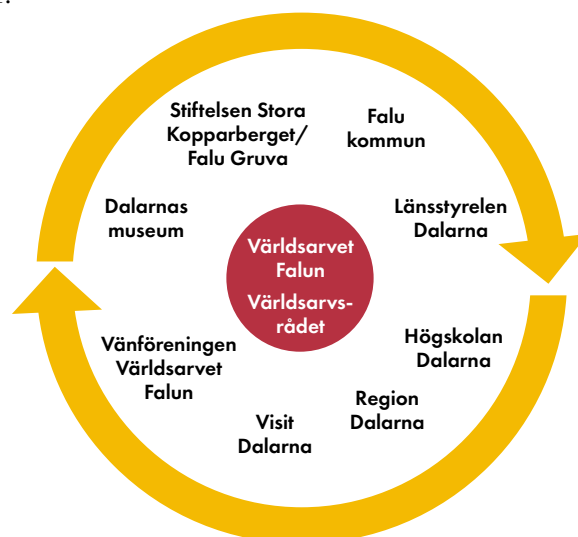 Stiftelsen Stora
Kopparberget/
Falu Gruva
Falu
kommun
Länsstyrelen
Dalarna
Högskolan
Dalarna
Region
Dalarna
Visit
Dalarna
Vänföreningen
Världsarvet
Falun
Dalarnas
museum
Världsarvet
Falun
Världsarvs-
rådet